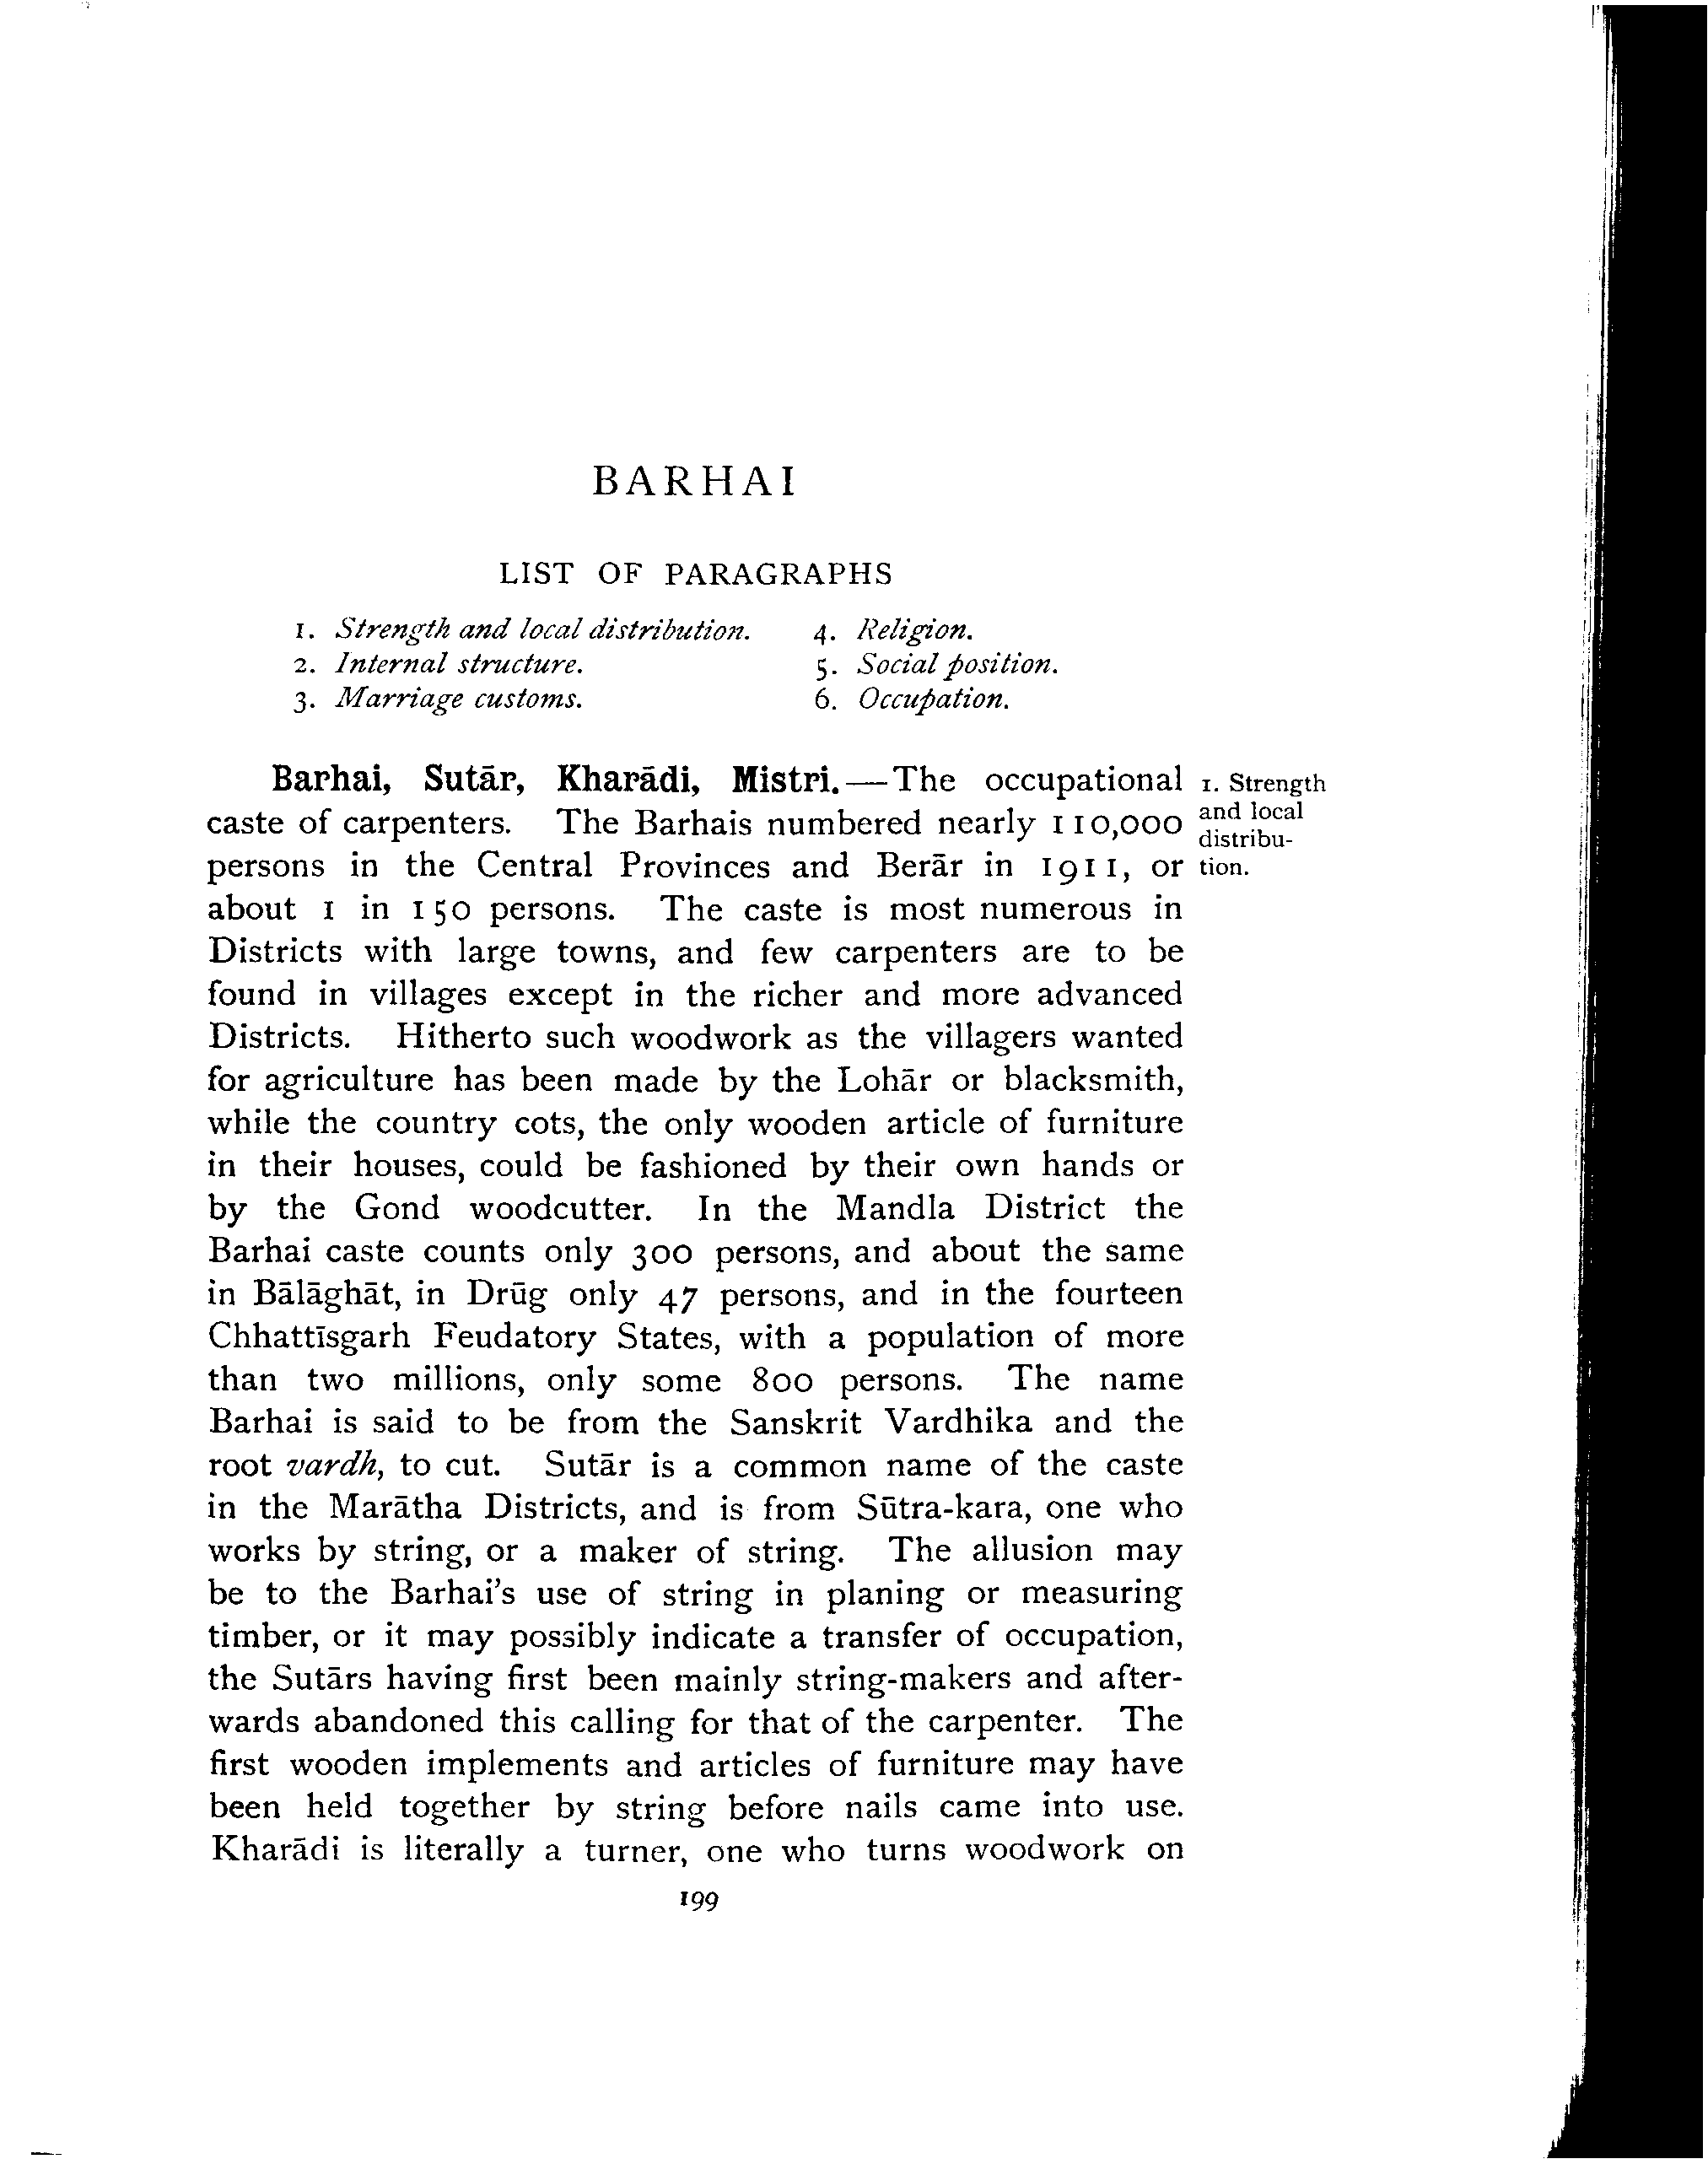 BARHAI
LIST OF PARAGRAPHS
1. Strength and local distribution.
2. Internal structure.
3. Marriage customs.
4. Religion.
5. Social position.
6. Occupation.
1. Strength
and local
distribu-
tion.
Barhai, Sutār, Kharādi, Mistri.—The occupational
caste of carpenters. The Barhais numbered nearly 110,000
persons in the Central Provinces and Berār in 1911, or
about 1 in 150 persons. The caste is most numerous in
Districts with large towns, and few carpenters are to be
found in villages except in the richer and more advanced
Districts. Hitherto such woodwork as the villagers wanted
for agriculture has been made by the Lohār or blacksmith,
while the country cots, the only wooden article of furniture
in their houses, could be fashioned by their own hands or
by the Gond woodcutter. In the Mandla District the
Barhai caste counts only 300 persons, and about the same
in Bālāghāt, in Drūg only 47 persons, and in the fourteen
Chhattīsgarh Feudatory States, with a population of more
than two millions, only some 800 persons. The name
Barhai is said to be from the Sanskrit Vardhika and the
root vardh, to cut. Sutār is a common name of the caste
in the Marātha Districts, and is from Sūtra-kara, one who
works by string, or a maker of string. The allusion may
be to the Barhai's use of string in planing or measuring
timber, or it may possibly indicate a transfer of occupation,
the Sutārs having first been mainly string-makers and after-
wards abandoned this calling for that of the carpenter. The
first wooden implements and articles of furniture may have
been held together by string before nails came into use.
Kharādi is literally a turner, one who turns woodwork on
199